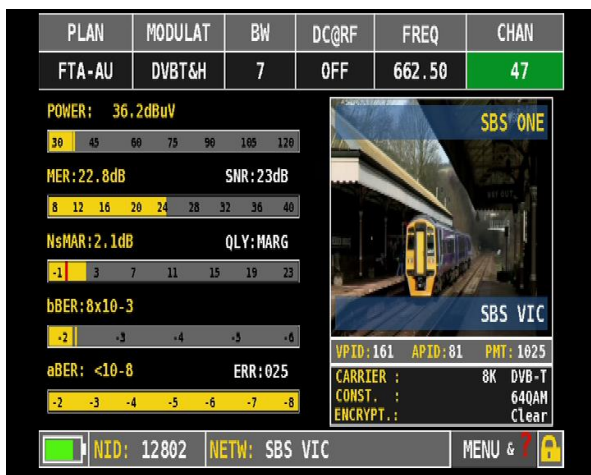 PLAN MODULAT BW DC@RF FREQ CHAN
FTA-AU DVBT&H 7 OFF 662.50 47
POWER: 36.2dBuV
30 45 60 75 90 105 120
MER:22.8dB SNR:23dB
8 12 16 20 24 28 32 36 40
NsMAR:2.1dB QLY:MARG
-1 3 7 11 15 19 23
bBER:8x10-3
-2 -3 -4 -5 -6
aBER: <10-8 ERR:025
-2 -3 -4 -5 -6 -7 -8
SBS ONE
SBS VIC
VPID:161 APID:81 PMT:1025
CARRIER : 8K DVB-T
CONST. : 64QAM
ENCRYPT.: Clear
NID: 12802 NETW: SBS VIC MENU & ?